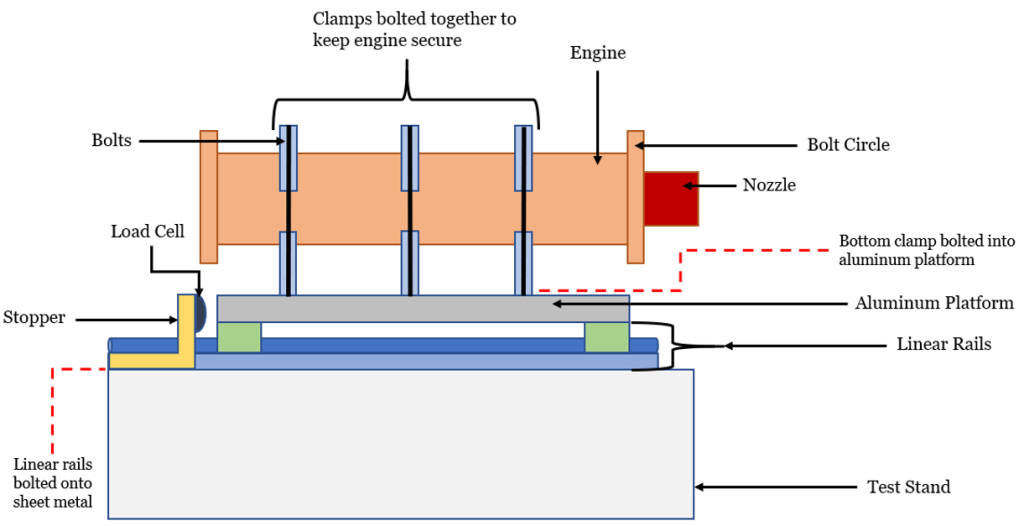 Clamps bolted together to
keep engine secure
Engine
Bolts
Bolt Circle
Nozzle
Load Cell
Bottom clamp bolted into
aluminum platform
Aluminum Platform
Stopper
Linear Rails
Linear rails
bolted onto
sheet metal
Test Stand